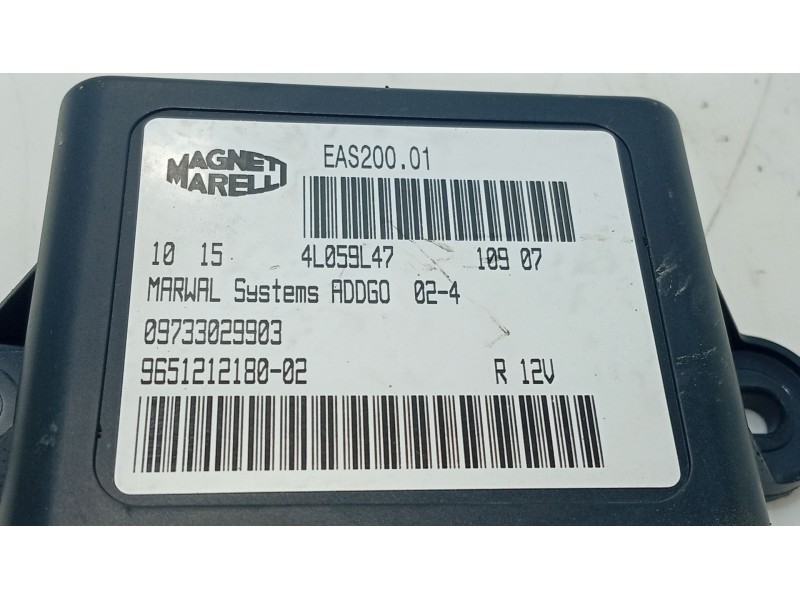 MAGNETI
MARELLI
EAS200.01
10 15 4L059L47 109 07
MARWAL Systems ADDGO 02-4
09733029903
9651212180-02 R 12V